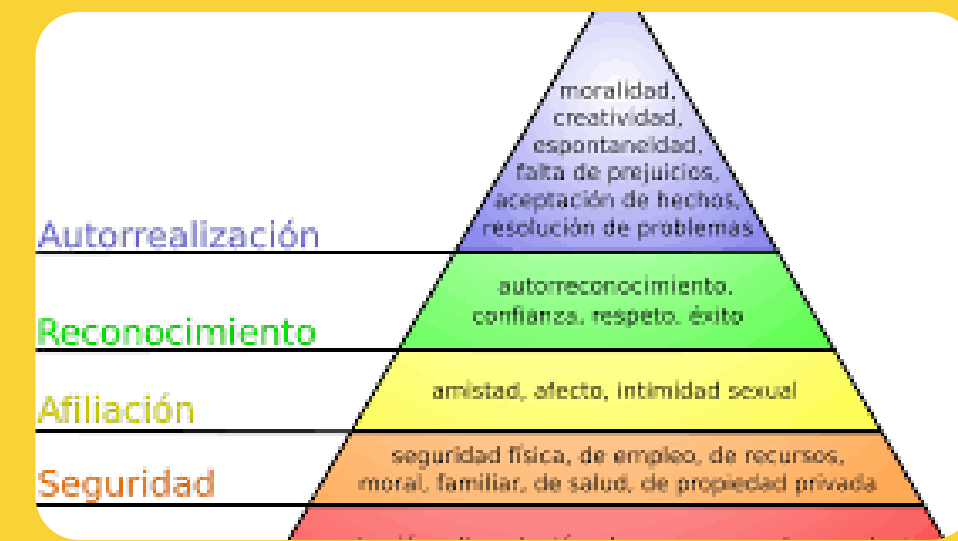 moralidad,
creatividad,
espontaneidad,
falta de prejuicios,
aceptación de hechos,
resolución de problemas
Autorrealización
autorreconocimiento,
confianza, respeto, éxito
Reconocimiento
amistad, afecto, intimidad sexual
Afiliación
seguridad física, de empleo, de recursos,
moral, familiar, de salud, de propiedad privada
Seguridad